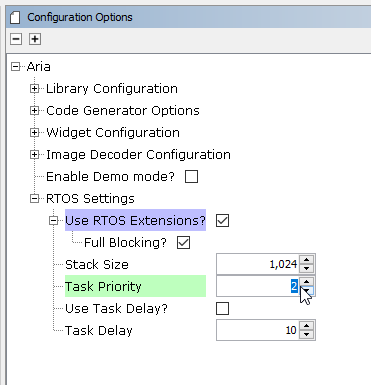 Configuration Options
Aria
Library Configuration
Code Generator Options
Widget Configuration
Image Decoder Configuration
Enable Demo mode?
RTOS Settings
Use RTOS Extensions?
Full Blocking?
Stack Size 1,024
Task Priority 2
Use Task Delay?
Task Delay 10